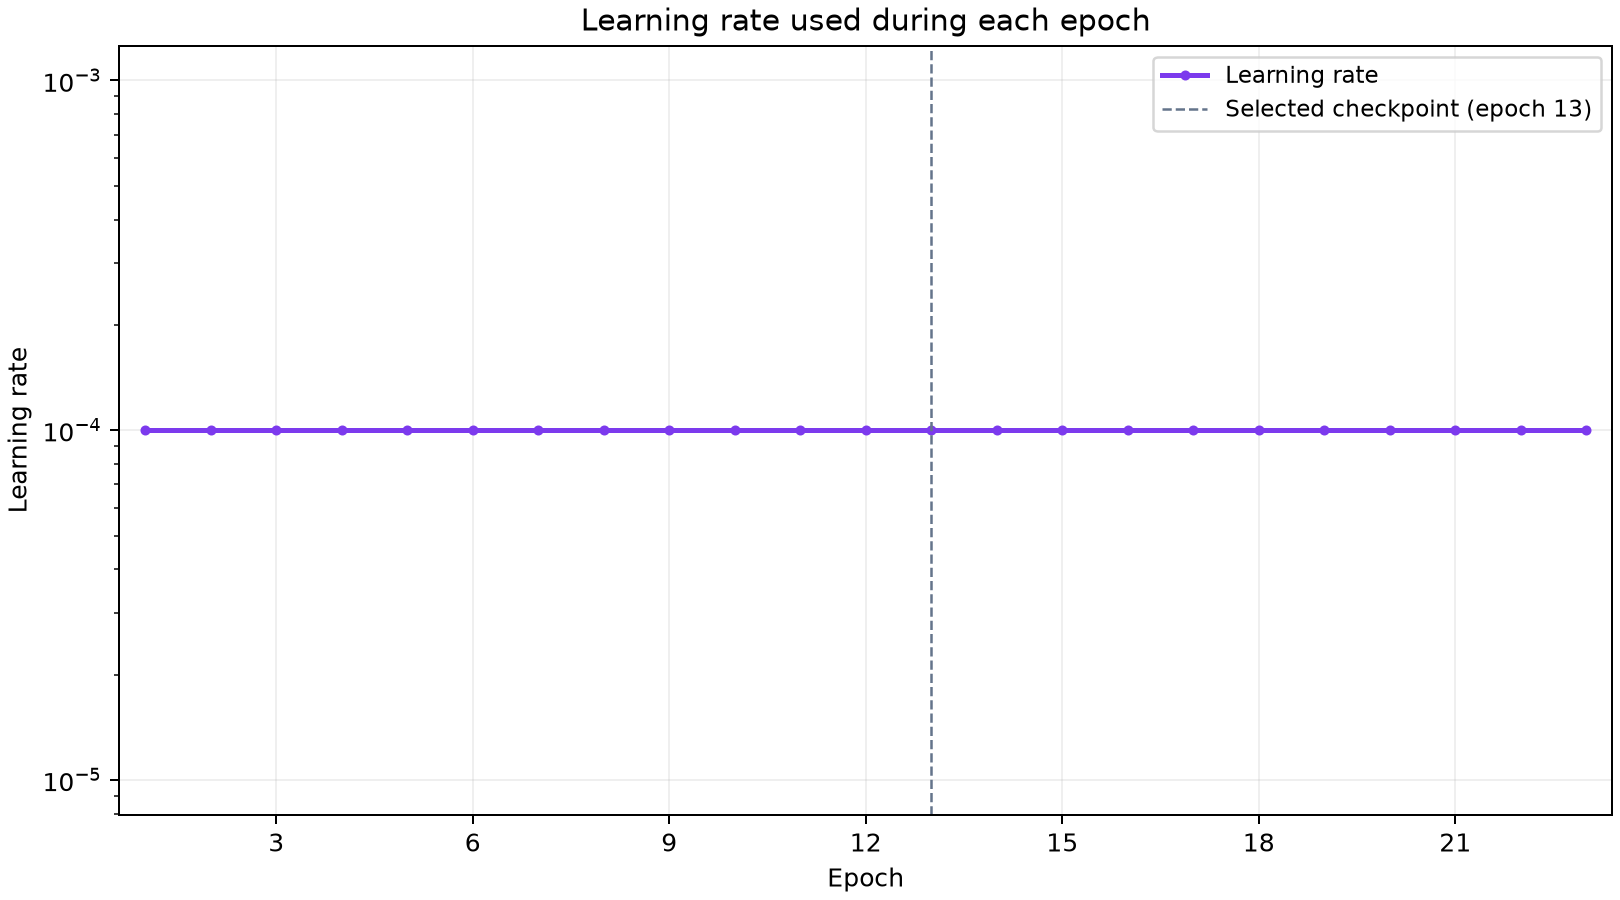 Learning rate used during each epoch
Learning rate
Selected checkpoint (epoch 13)
10⁻³
10⁻⁴
10⁻⁵
Learning rate
3 6 9 12 15 18 21
Epoch